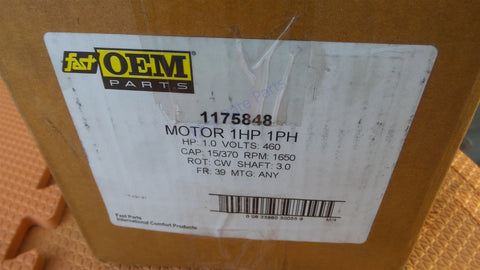 fast OEM
PARTS
1175848
MOTOR 1HP 1PH
HP: 1.0 VOLTS: 460
CAP: 15/370 RPM: 1650
ROT: CW SHAFT: 3.0
FR: 39 MTG: ANY
Fast Parts
International Comfort Products